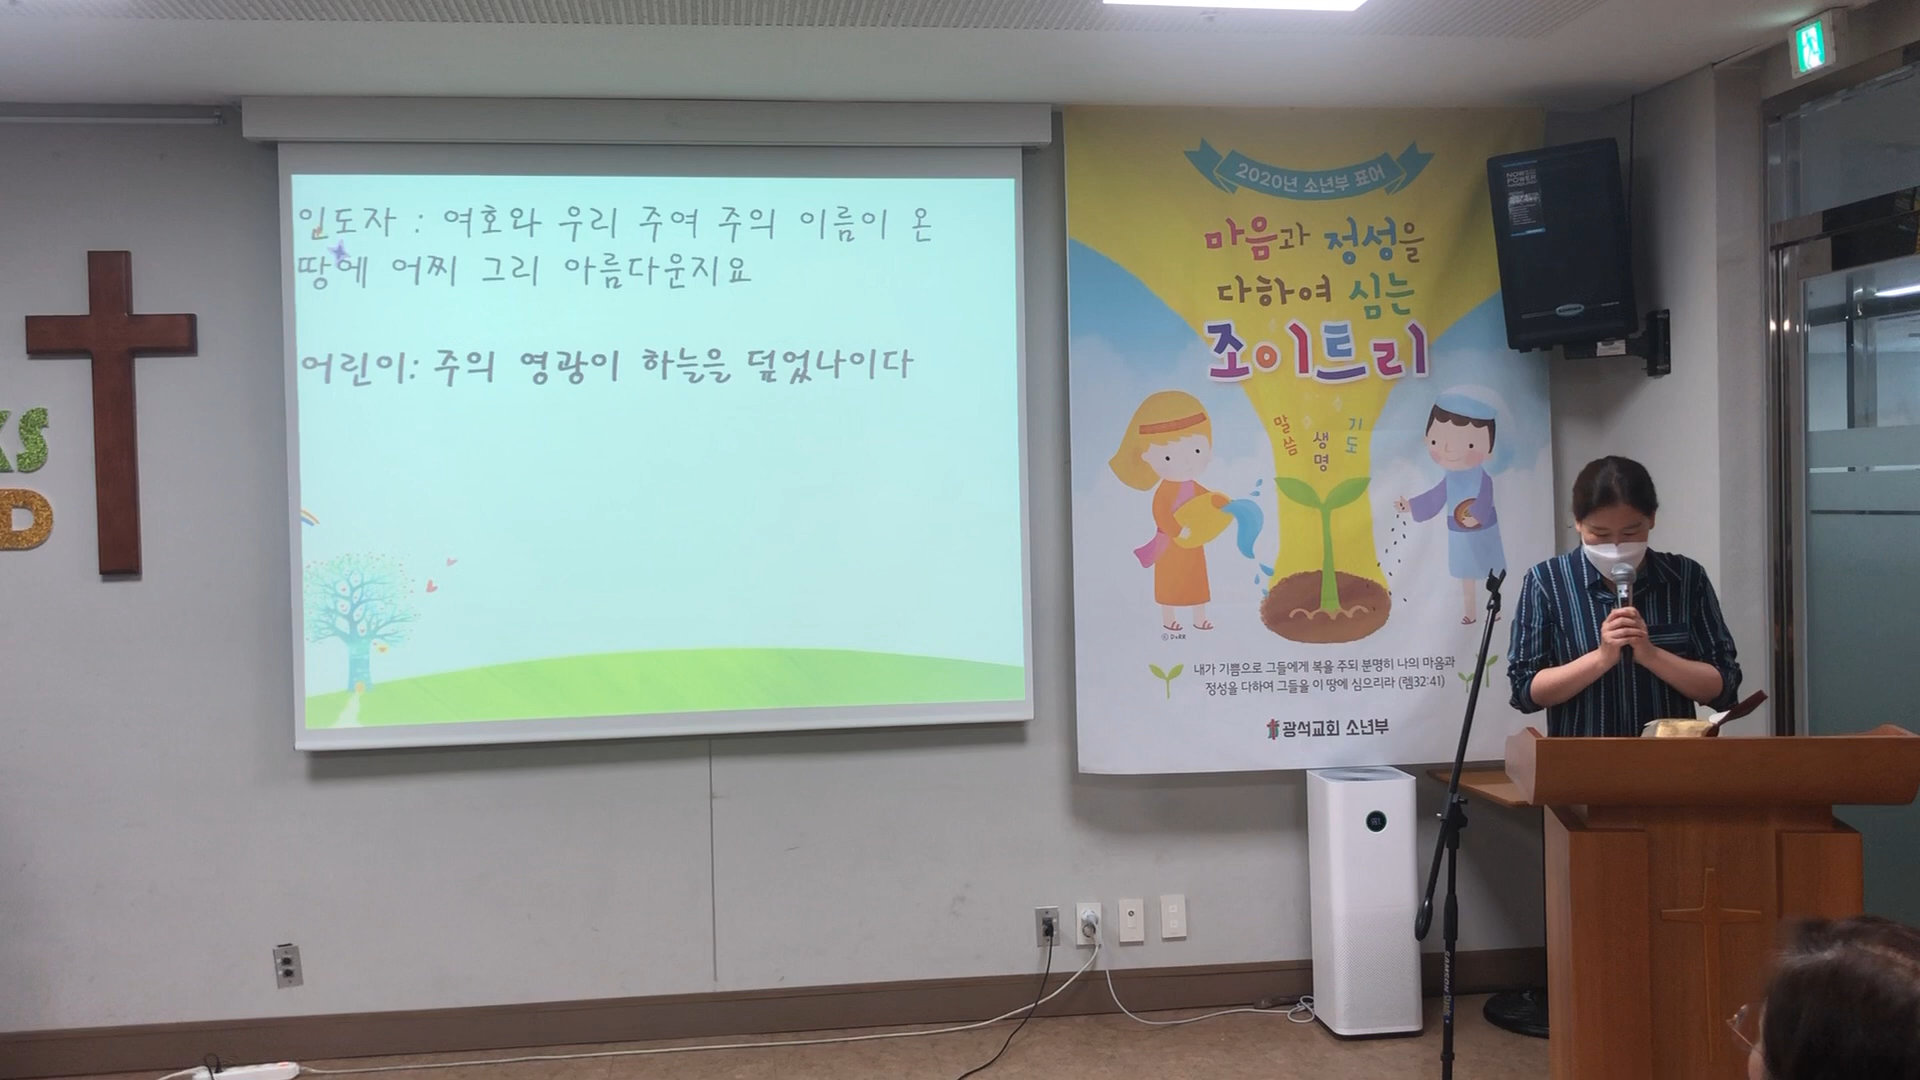 인도자 : 여호와 우리 주여 주의 이름이 온
땅에 어찌 그리 아름다운지요
어린이: 주의 영광이 하늘을 덮었나이다
2020년 소년부 표어
마음과 정성을
다하여 심는
조이트리
말씀
생명
기도
내가 기쁨으로 그들에게 복을 주되 분명히 나의 마음과
정성을 다하여 그들을 이 땅에 심으리라 (렘32:41)
광석교회 소년부
KS
D
SAMSON